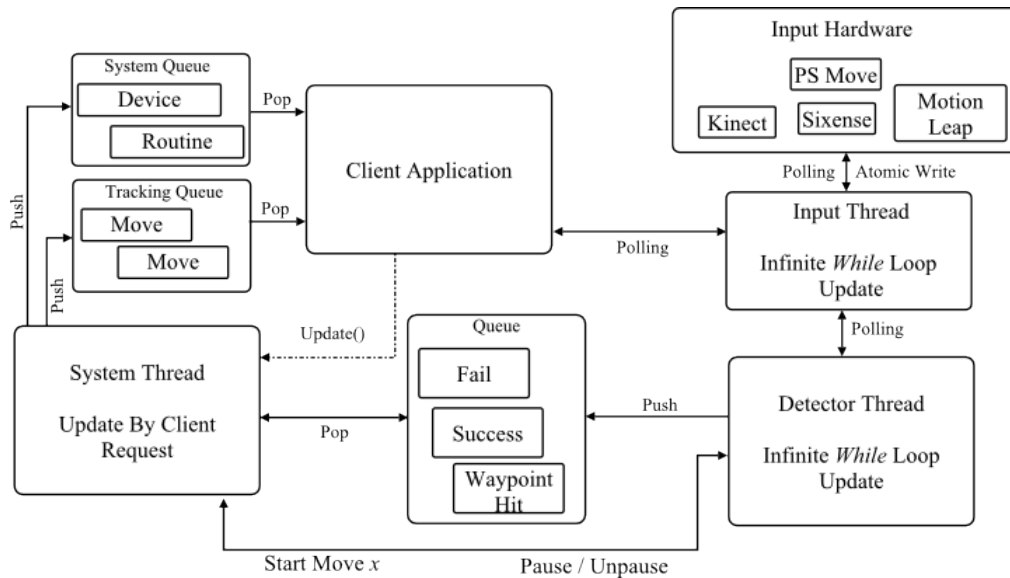 System Queue
Device
Routine
Pop
Push
Tracking Queue
Move
Move
Pop
Push
Client Application
Input Hardware
PS Move
Kinect
Sixense
Motion
Leap
Polling
Atomic Write
Input Thread
Infinite While Loop
Update
Polling
Polling
Update()
System Thread
Update By Client
Request
Pop
Queue
Fail
Success
Waypoint
Hit
Push
Detector Thread
Infinite While Loop
Update
Start Move x
Pause / Unpause